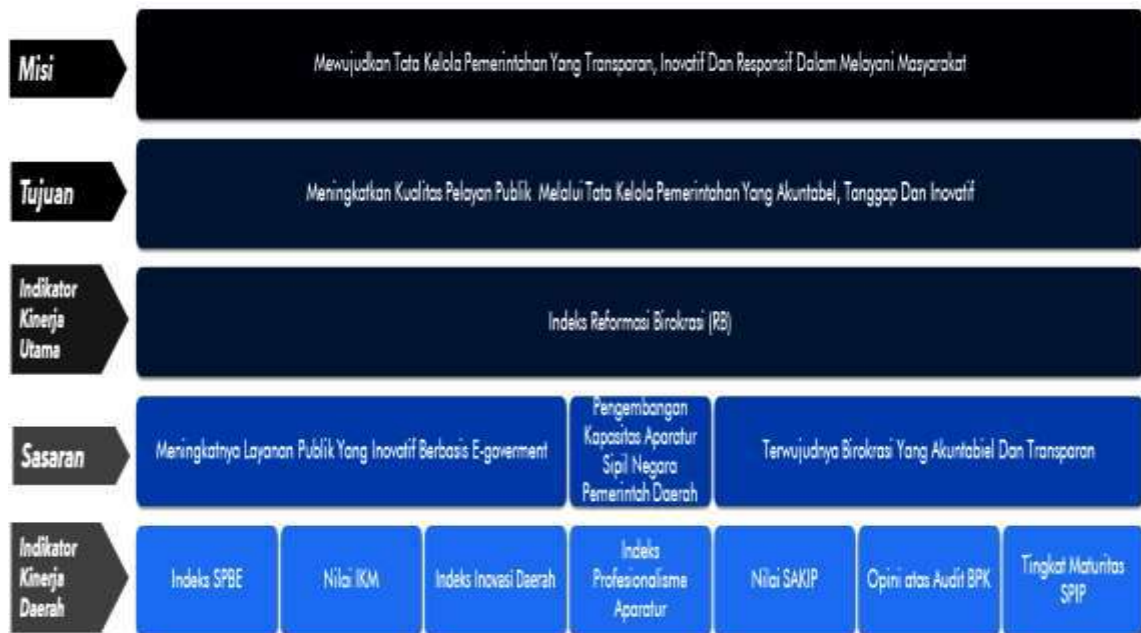 Misi
Mewujudkan Tata Kelola Pemerintahan Yang Transparan, Inovatif Dan Responsif Dalam Melayani Masyarakat
Tujuan
Meningkatkan Kualitas Pelayan Publik Melalui Tata Kelola Pemerintahan Yang Akuntabel, Tanggap Dan Inovatif
Indikator
Kinerja
Utama
Indeks Reformasi Birokrasi (RB)
Sasaran
Meningkatnya Layanan Publik Yang Inovatif Berbasis E-goverment
Pengembangan
Kapasitas Aparatur
Sipil Negara
Pemerintah Daerah
Terwujudnya Birokrasi Yang Akuntabiel Dan Transparan
Indikator
Kinerja
Daerah
Indeks SPBE
Nilai IKM
Indeks Inovasi Daerah
Indeks
Profesionalisme
Aparatur
Nilai SAKIP
Opini atas Audit BPK
Tingkat Maturitas
SPIP